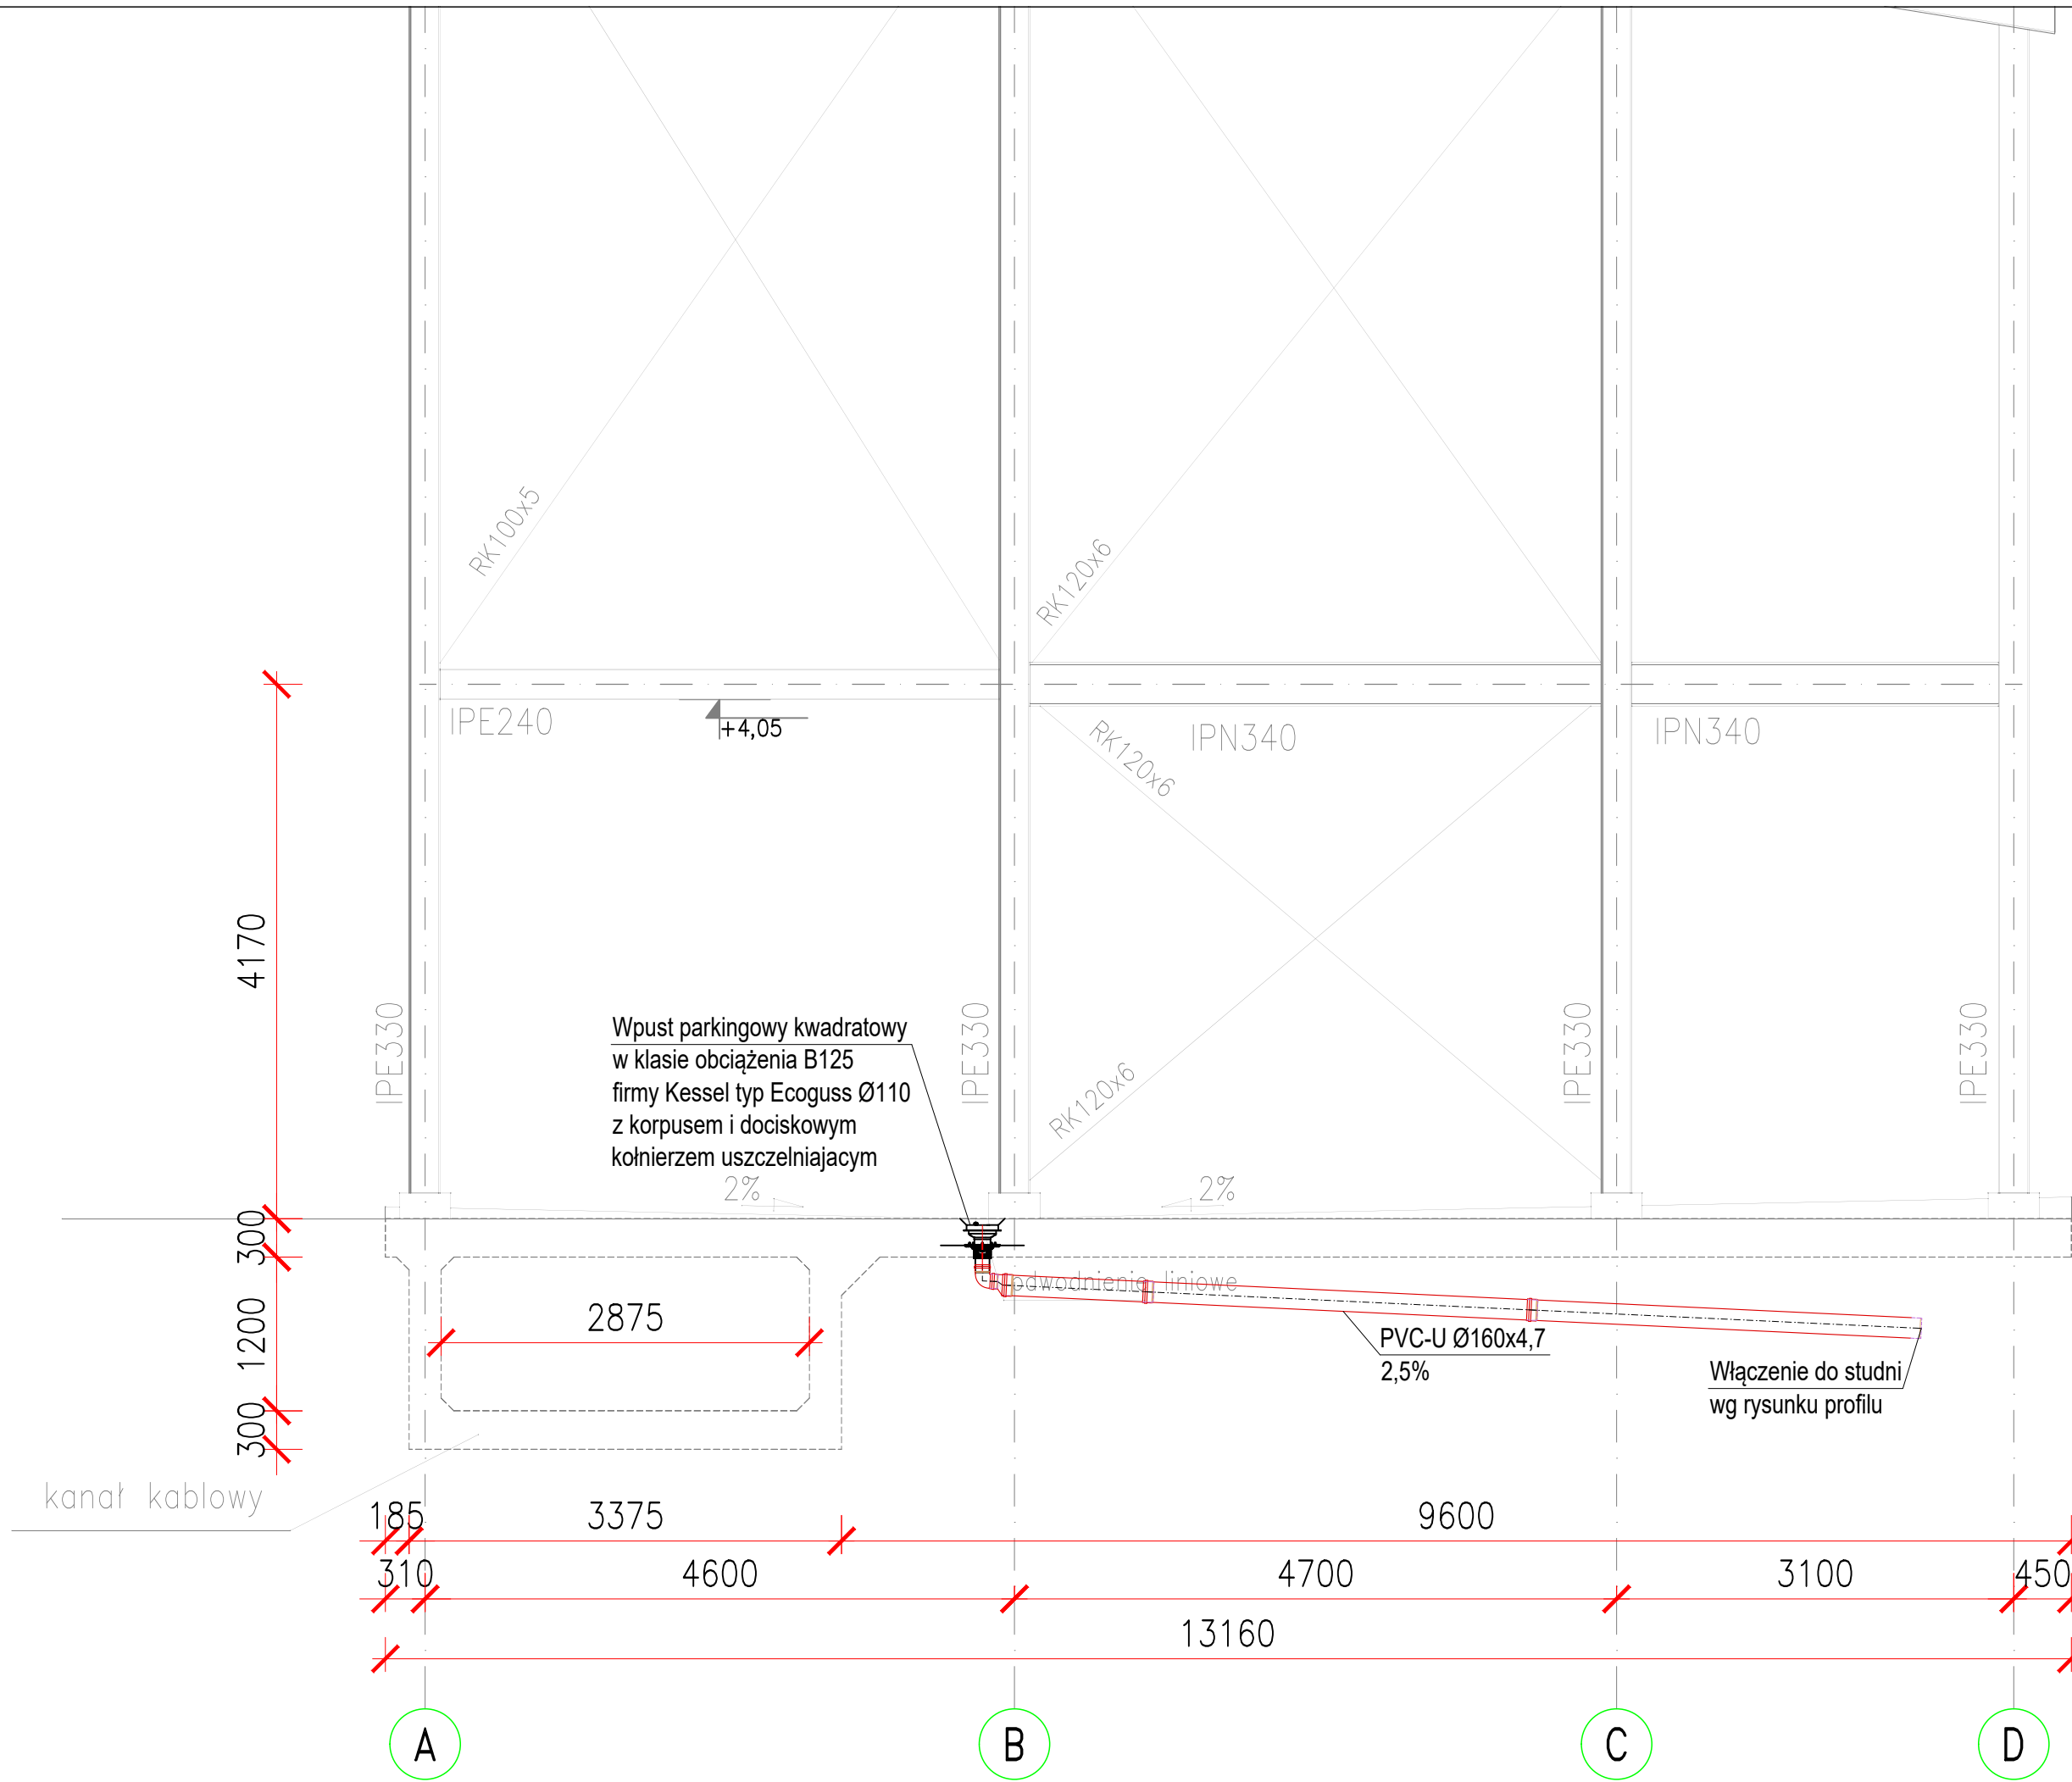 RK100x5
RK120x6
IPE240
+4,05
RK120x6
IPN340
IPN340
4170
IPE330
IPE330
IPE330
IPE330
Wpust parkingowy kwadratowy
w klasie obciążenia B125
firmy Kessel typ Ecoguss Ø110
z korpusem i dociskowym
kołnierzem uszczelniajacym
RK120x6
2%
2%
300
odwodnienie liniowe
1200
2875
PVC-U Ø160x4,7
2,5%
Włączenie do studni
wg rysunku profilu
300
kanał kablowy
185
3375
9600
310
4600
4700
3100
450
13160
A
B
C
D